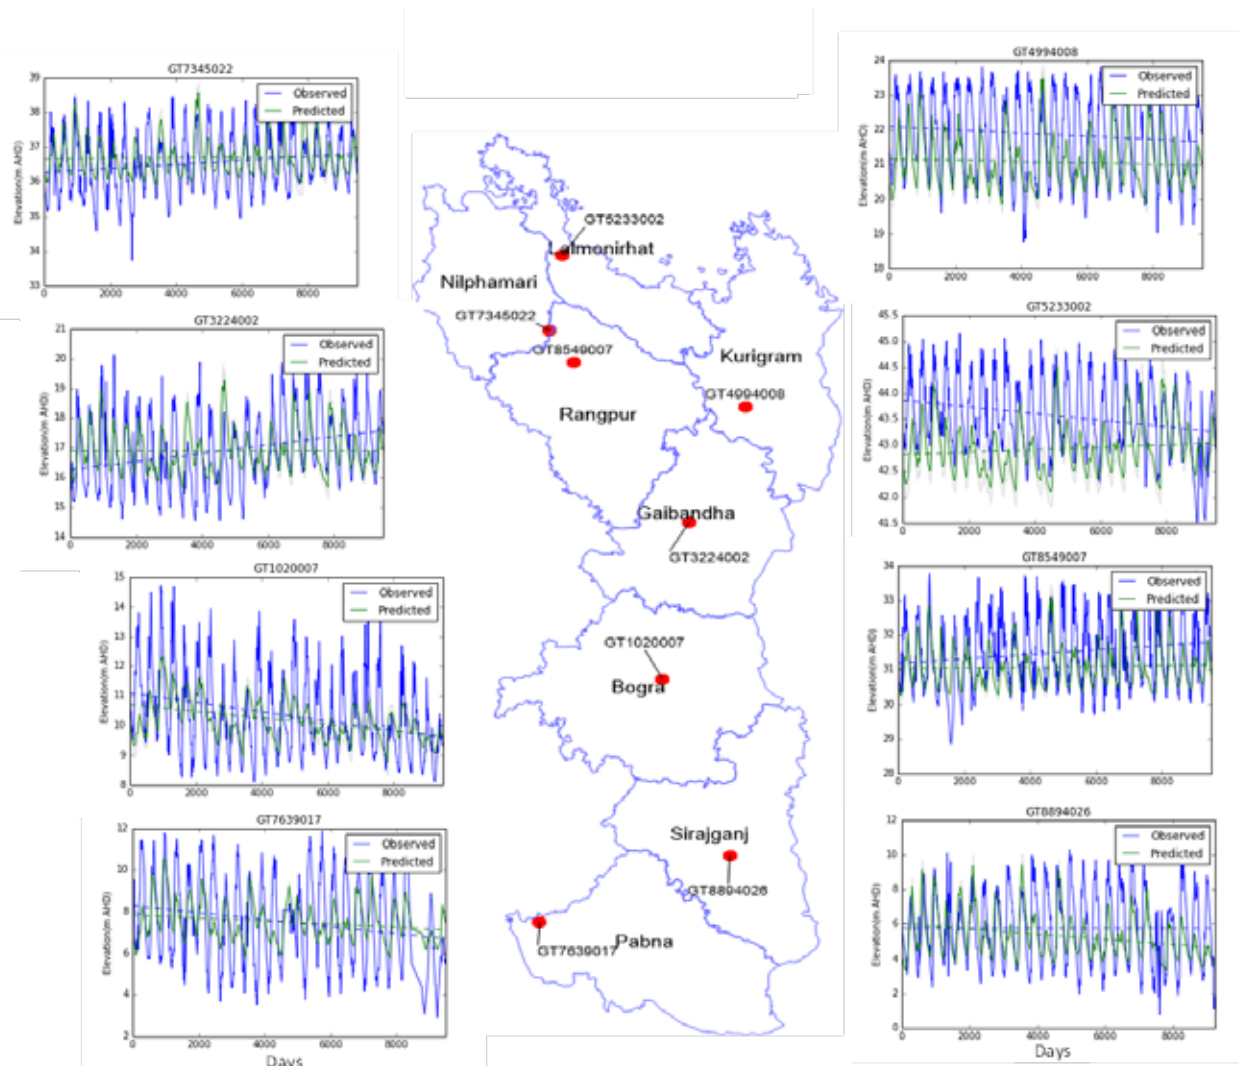 GT7345022
39
38
37
36
35
34
33
Elevation(m AHD)
Observed
Predicted
0 2000 4000 6000 8000
GT3224002
21
20
19
18
17
16
15
14
Elevation(m AHD)
Observed
Predicted
0 2000 4000 6000 8000
GT1020007
15
14
13
12
11
10
9
8
Elevation(m AHD)
Observed
Predicted
0 2000 4000 6000 8000
GT7639017
12
10
8
6
4
2
Elevation(m AHD)
Observed
Predicted
0 2000 4000 6000 8000
Days
GT5233002
Lalmonirhat
Nilphamari
GT7345022
GT8549007
Kurigram
GT4994008
Rangpur
Gaibandha
GT3224002
GT1020007
Bogra
Sirajganj
GT8894026
Pabna
GT7639017
GT4994008
24
23
22
21
20
19
18
Elevation(m AHD)
Observed
Predicted
0 2000 4000 6000 8000
GT5233002
45.5
45.0
44.5
44.0
43.5
43.0
42.5
42.0
41.5
Elevation(m AHD)
Observed
Predicted
0 2000 4000 6000 8000
GT8549007
34
33
32
31
30
29
28
Elevation(m AHD)
Observed
Predicted
0 2000 4000 6000 8000
GT8894026
12
10
8
6
4
2
0
Elevation(m AHD)
Observed
Predicted
0 2000 4000 6000 8000
Days